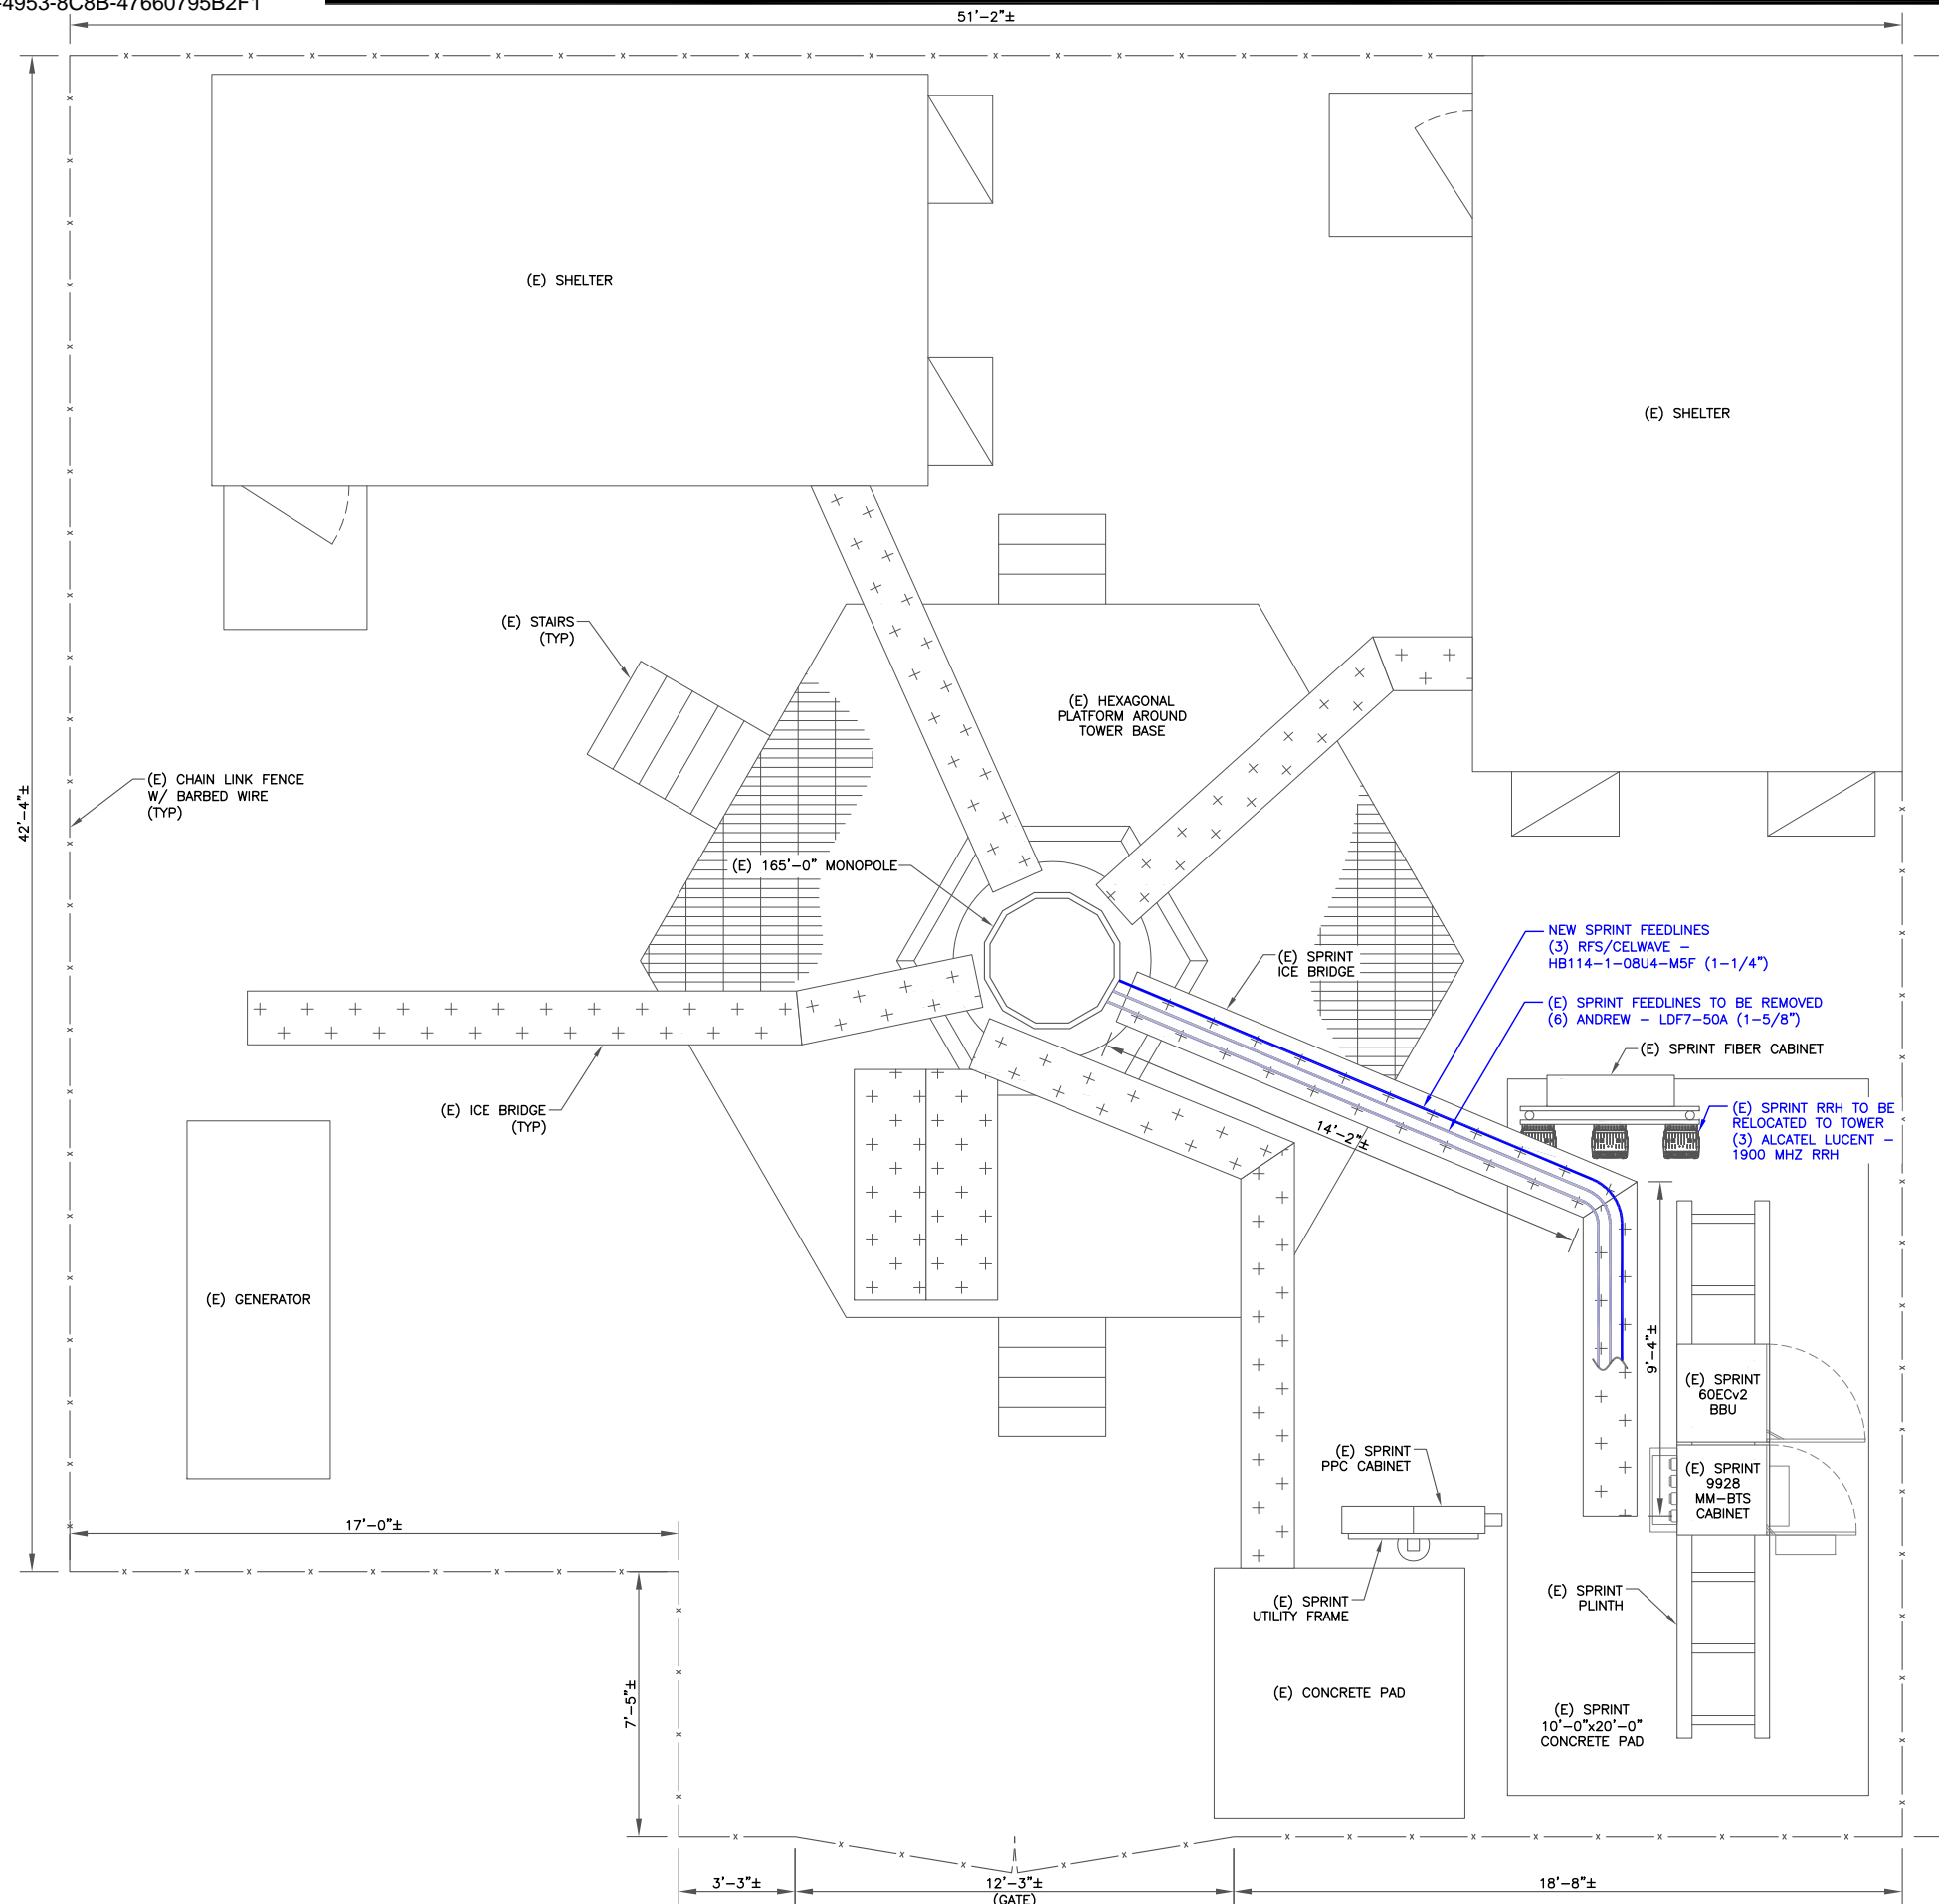 -4953-8C8B-47660795B2F1
51'-2"±
(E) SHELTER
(E) SHELTER
(E) STAIRS
(TYP)
(E) HEXAGONAL
PLATFORM AROUND
TOWER BASE
(E) CHAIN LINK FENCE
W/ BARBED WIRE
(TYP)
42'-4"±
(E) 165'-0" MONOPOLE
NEW SPRINT FEEDLINES
(3) RFS/CELWAVE -
HB114-1-08U4-M5F (1-1/4")
(E) SPRINT
ICE BRIDGE
(E) SPRINT FEEDLINES TO BE REMOVED
(6) ANDREW - LDF7-50A (1-5/8")
(E) SPRINT FIBER CABINET
(E) ICE BRIDGE
(TYP)
(E) SPRINT RRH TO BE
RELOCATED TO TOWER
(3) ALCATEL LUCENT -
1900 MHZ RRH
14'-2"±
(E) GENERATOR
9'-4"±
(E) SPRINT
60ECv2
BBU
(E) SPRINT
PPC CABINET
(E) SPRINT
9928
MM-BTS
CABINET
17'-0"±
(E) SPRINT
UTILITY FRAME
(E) SPRINT
PLINTH
7'-5"±
(E) CONCRETE PAD
(E) SPRINT
10'-0"x20'-0"
CONCRETE PAD
3'-3"±
12'-3"±
(GATE)
18'-8"±